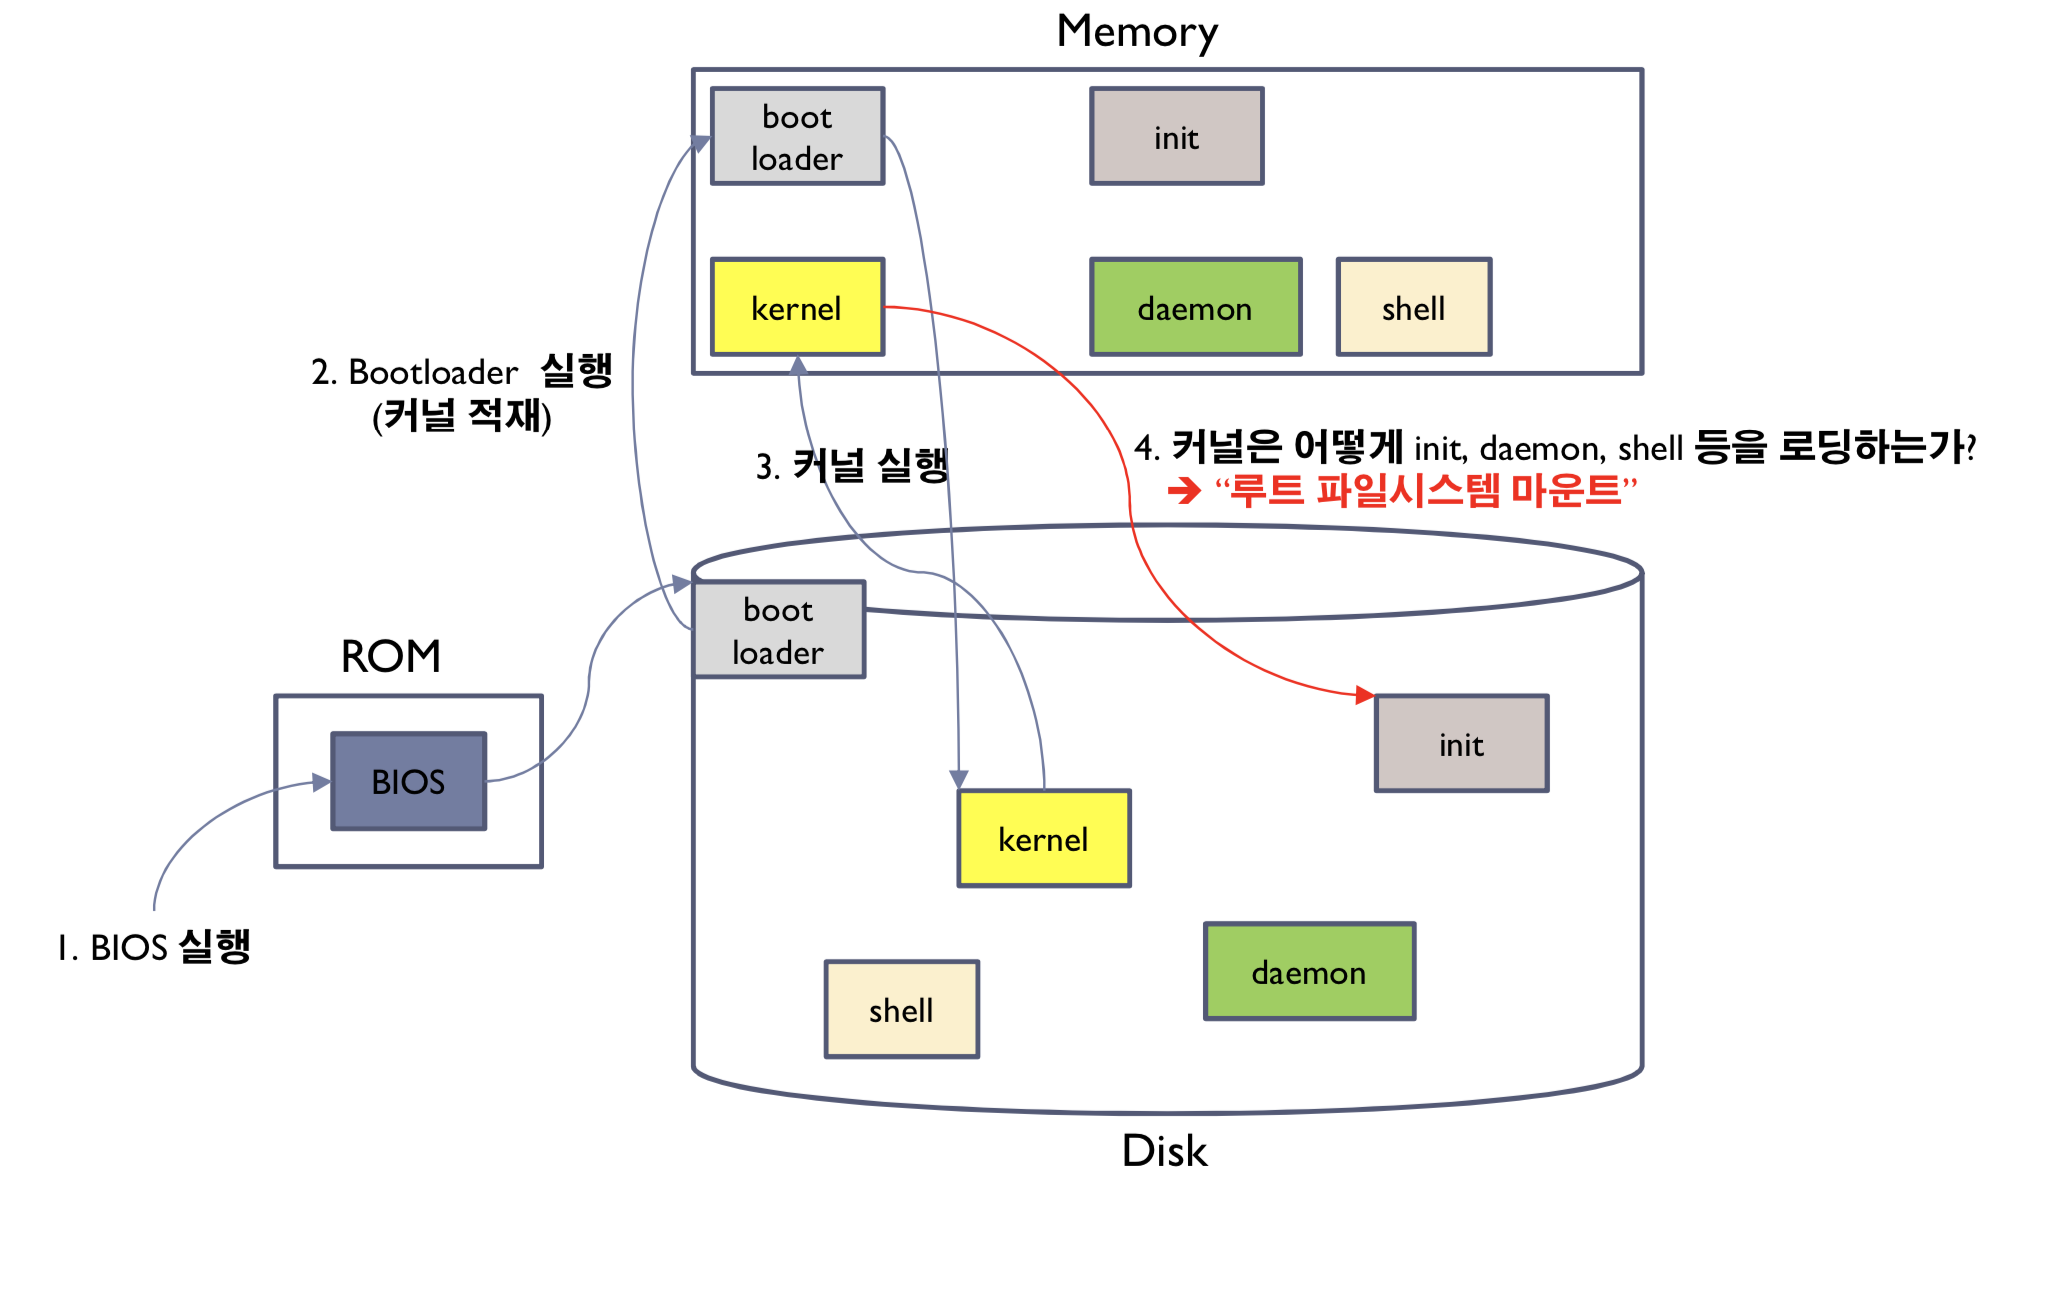 Memory
boot
loader
init
kernel
daemon
shell
2. Bootloader 실행
(커널 적재)
3. 커널 실행
4. 커널은 어떻게 init, daemon, shell 등을 로딩하는가?
➔ “루트 파일시스템 마운트”
boot
loader
ROM
BIOS
init
kernel
1. BIOS 실행
daemon
shell
Disk